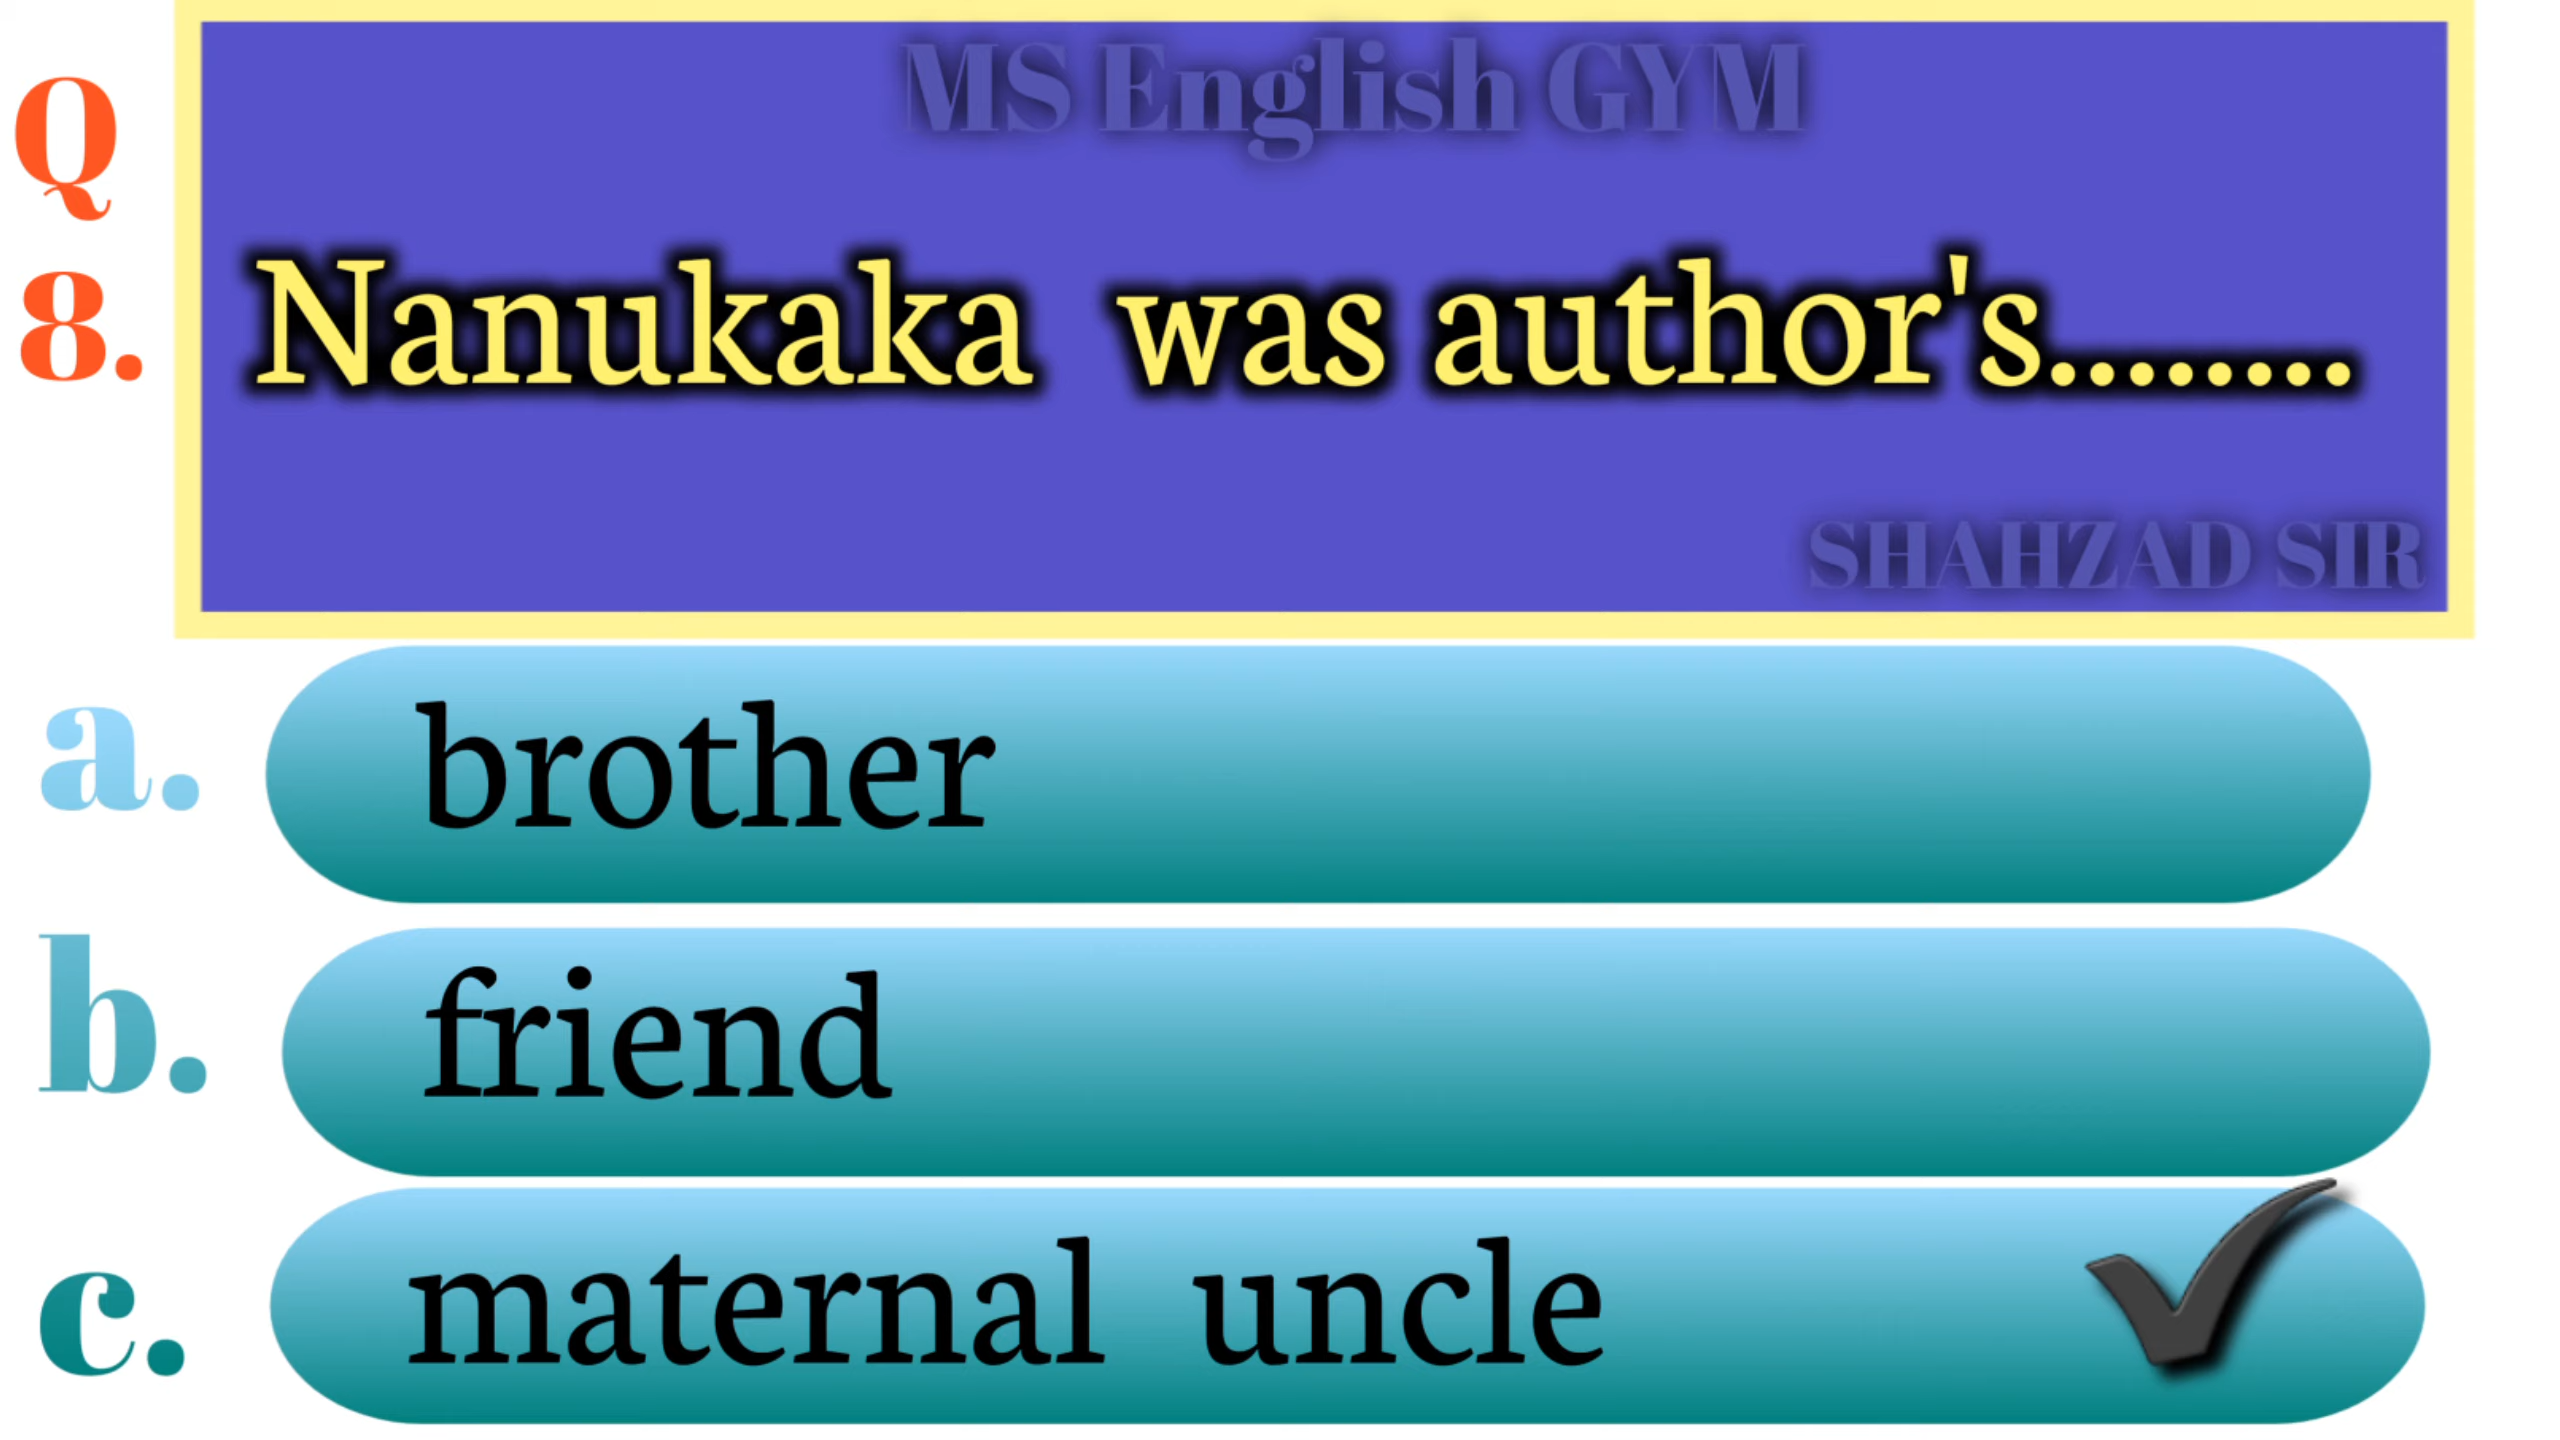 MS English GYM
Q
8. Nanukaka was author's........
SHAHZAD SIR
a. brother
b. friend
c. maternal uncle